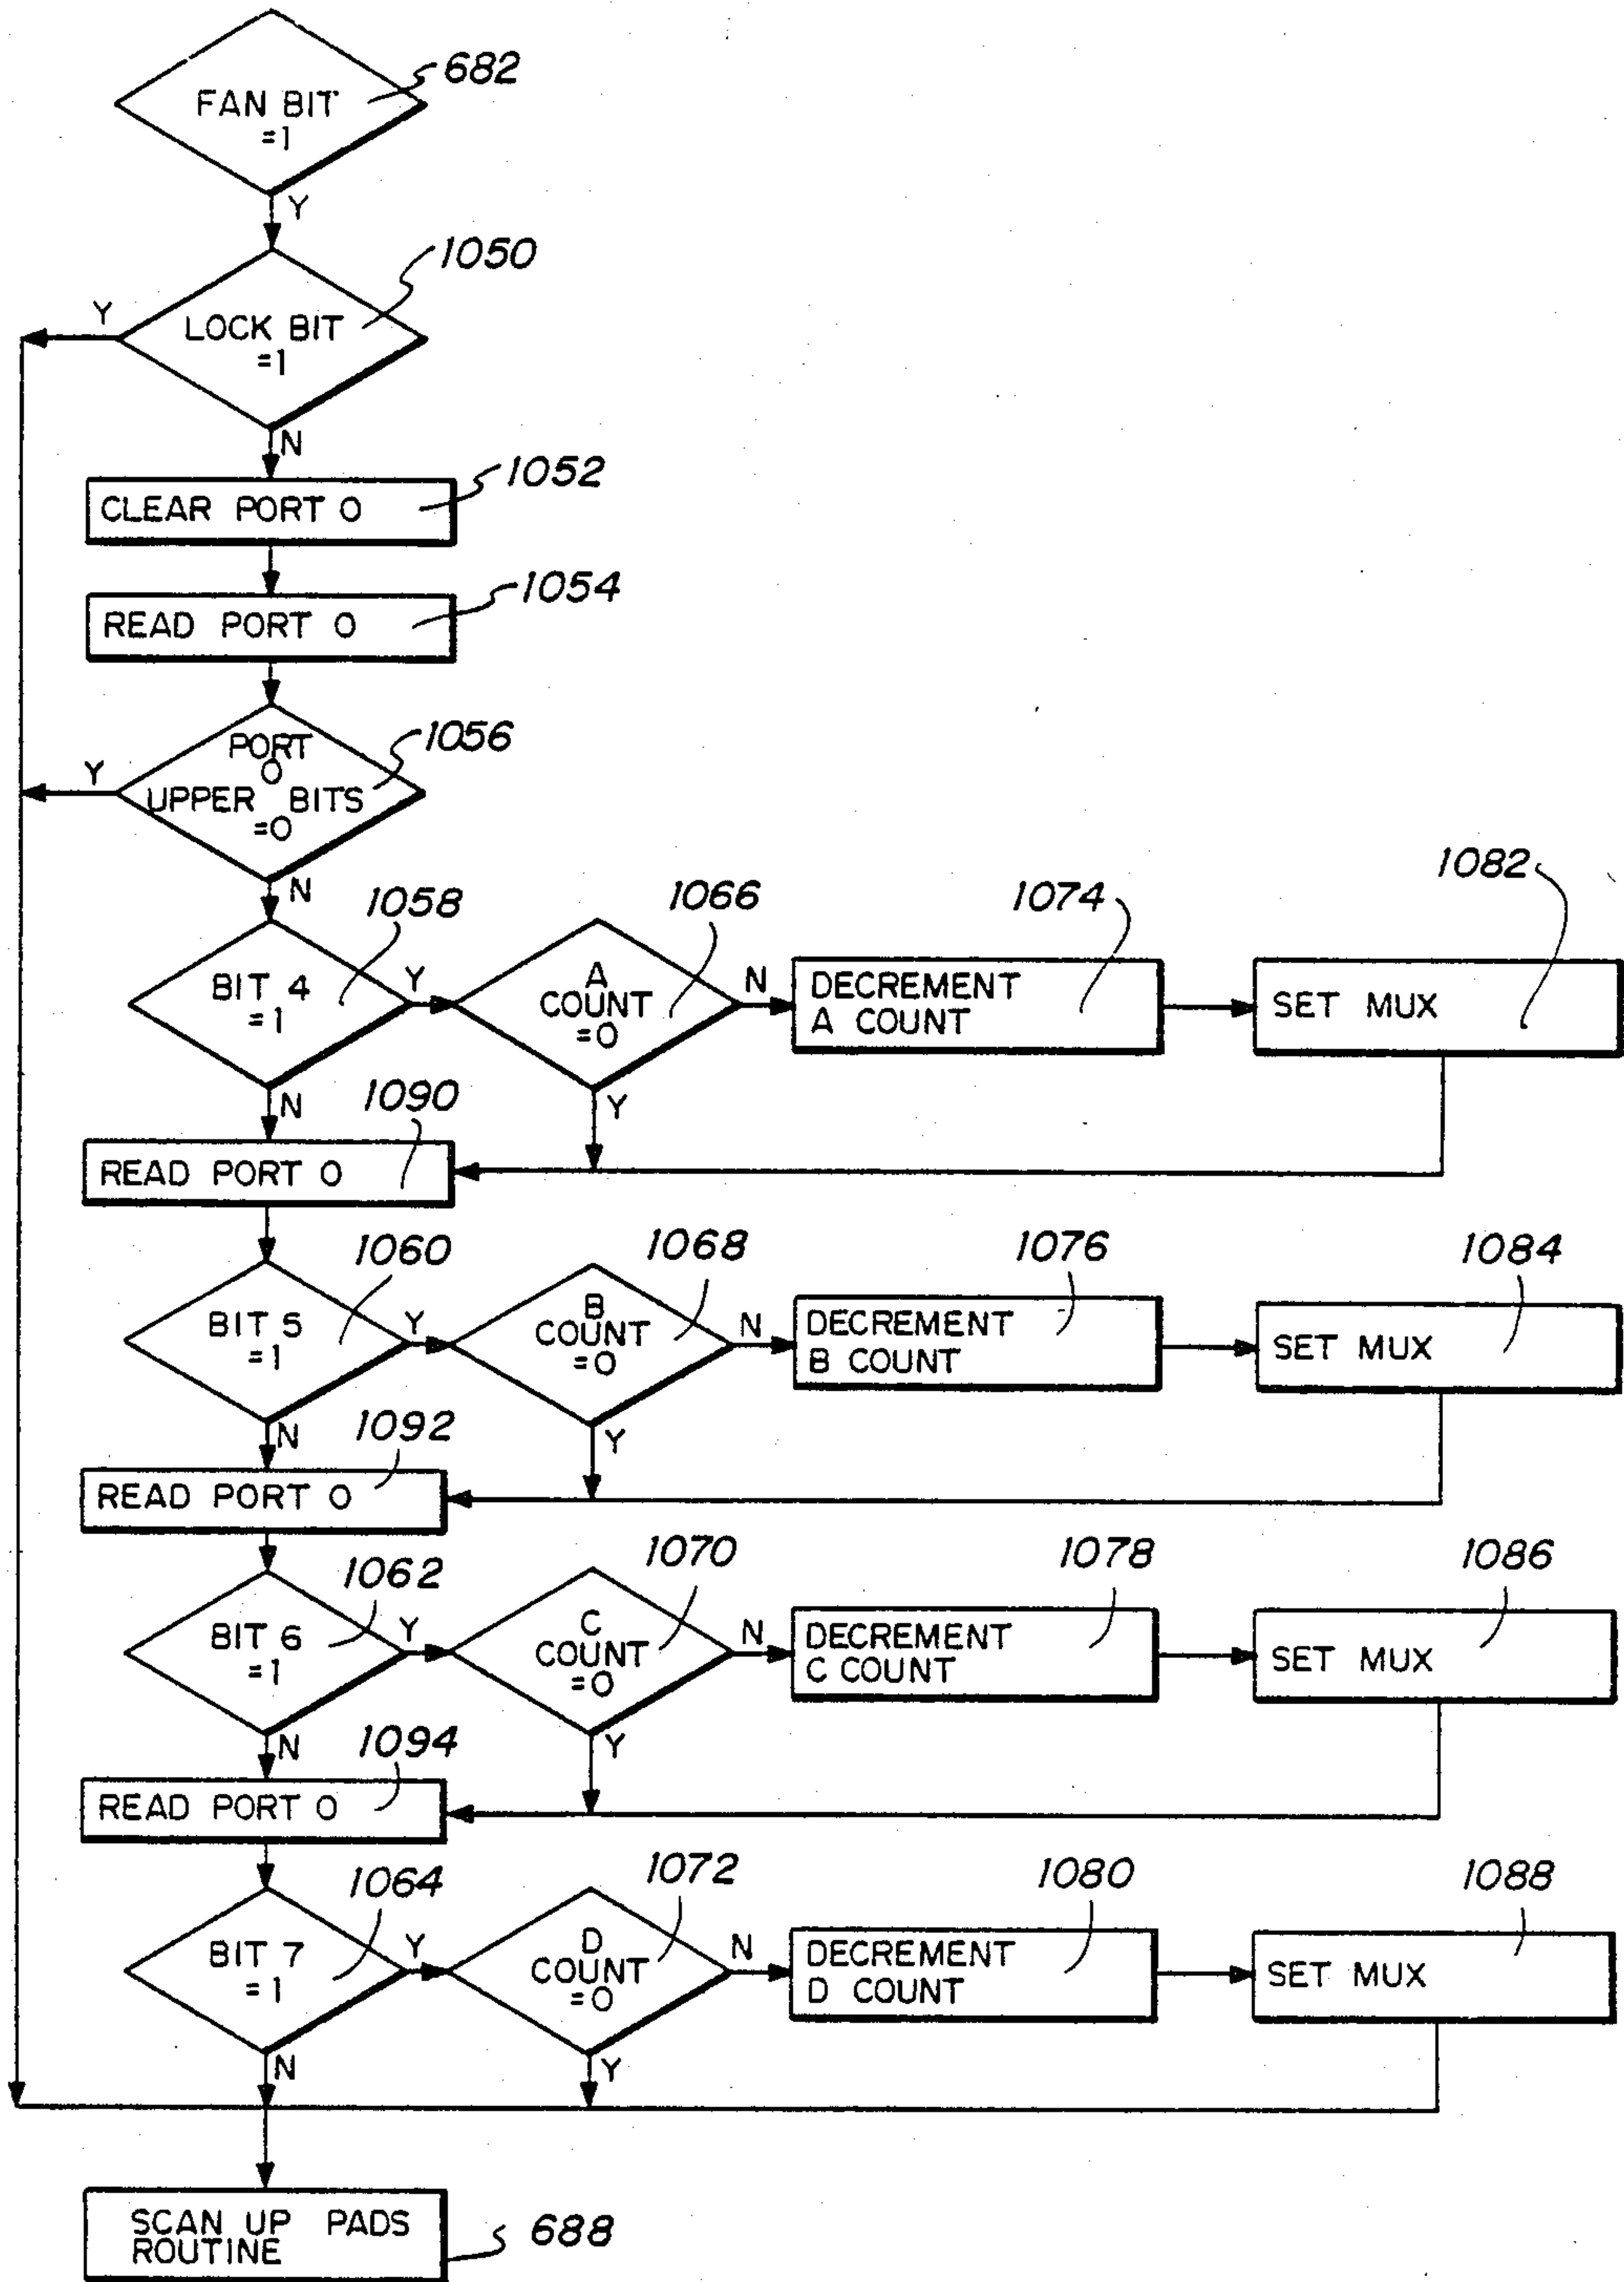 682
FAN BIT
=1
Y
1050
Y
LOCK BIT
=1
N
1052
CLEAR PORT 0
1054
READ PORT 0
1056
Y
PORT
0
UPPER BITS
=0
N
1058
1066
1074
1082
BIT 4
=1
Y
A
COUNT
=0
N
DECREMENT
A COUNT
SET MUX
N
Y
1090
READ PORT 0
1060
1068
1076
1084
BIT 5
=1
Y
B
COUNT
=0
N
DECREMENT
B COUNT
SET MUX
N
Y
1092
READ PORT 0
1062
1070
1078
1086
BIT 6
=1
Y
C
COUNT
=0
N
DECREMENT
C COUNT
SET MUX
N
Y
1094
READ PORT 0
1064
1072
1080
1088
BIT 7
=1
Y
D
COUNT
=0
N
DECREMENT
D COUNT
SET MUX
N
Y
SCAN UP PADS
ROUTINE
688